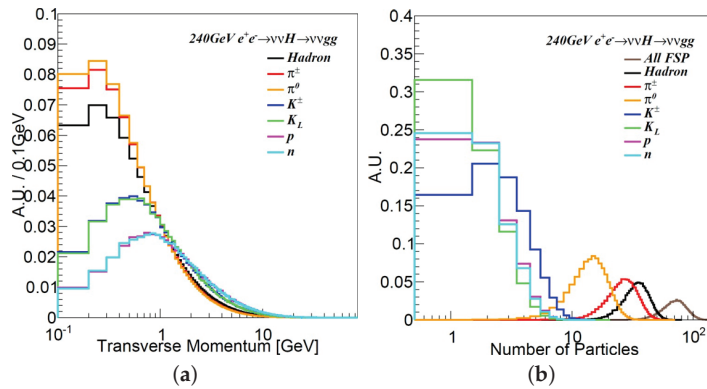 240GeV e⁺e⁻→ννH→ννgg
Hadron
π±
π⁰
K±
K_L
p
n
A.U. / 0.1GeV
0.1
0.09
0.08
0.07
0.06
0.05
0.04
0.03
0.02
0.01
0
10⁻¹
1
10
Transverse Momentum [GeV]
(a)
240GeV e⁺e⁻→ννH→ννgg
All FSP
Hadron
π±
π⁰
K±
K_L
p
n
A.U.
0.4
0.35
0.3
0.25
0.2
0.15
0.1
0.05
0
1
10
10²
Number of Particles
(b)